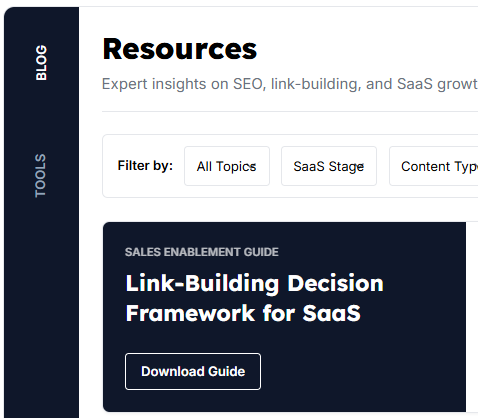 BLOG
TOOLS
Resources
Expert insights on SEO, link-building, and SaaS growt
Filter by:
All Topics
SaaS Stage
Content Typ
SALES ENABLEMENT GUIDE
Link-Building Decision
Framework for SaaS
Download Guide